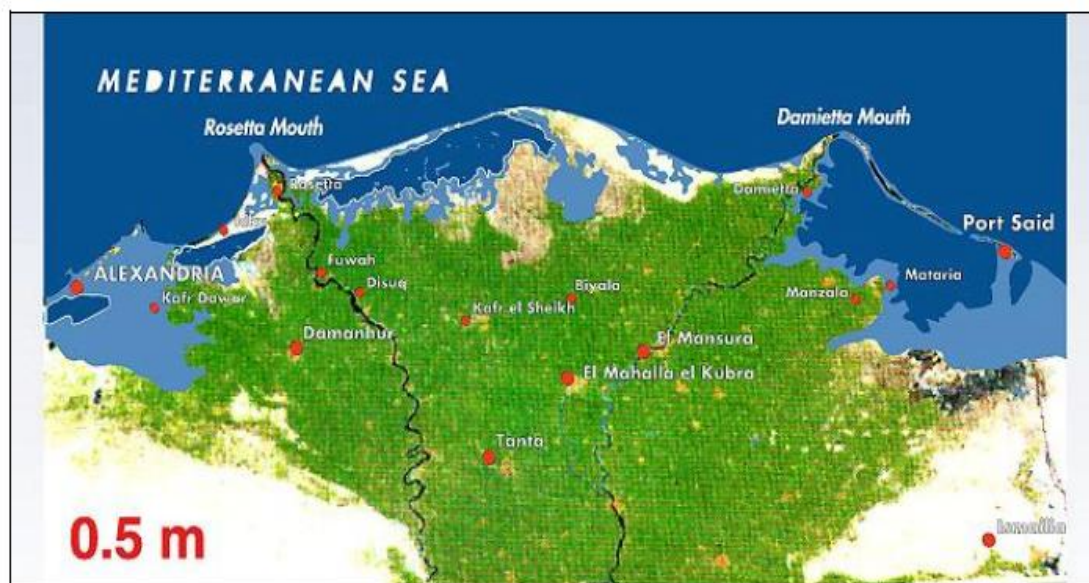 MEDITERRANEAN SEA
Rosetta Mouth
Damietta Mouth
Rosetta
Damietta
Port Said
ALEXANDRIA
Fuwah
Disuq
Biyala
Mataria
Manzala
Kafr Dawar
Kafr el Sheikh
Damanhur
El Mansura
El Mahalla el Kubra
Tanta
0.5 m
Ismailia